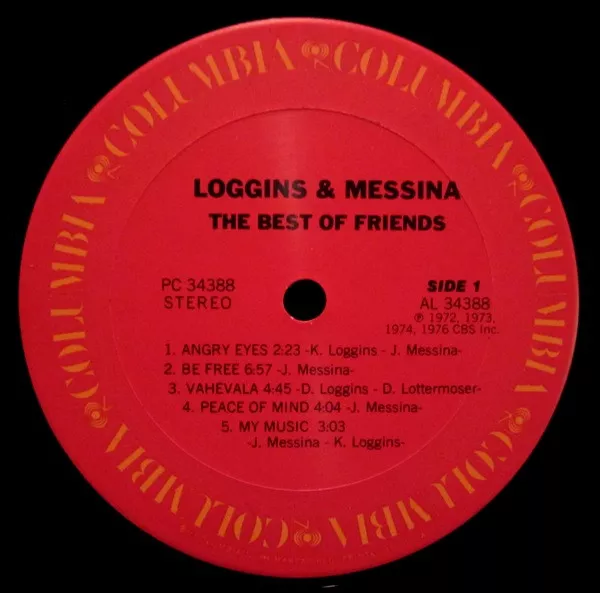 COLUMBIA COLUMBIA COLUMBIA COLUMBIA COLUMBIA COLUMBIA
LOGGINS & MESSINA
THE BEST OF FRIENDS
PC 34388
STEREO
SIDE 1
AL 34388
℗ 1972, 1973,
1974, 1976 CBS Inc.
1. ANGRY EYES 2:23 -K. Loggins - J. Messina-
2. BE FREE 6:57 -J. Messina-
3. VAHEVALA 4:45 -D. Loggins - D. Lottermoser-
4. PEACE OF MIND 4:04 -J. Messina-
5. MY MUSIC 3:03
-J. Messina - K. Loggins-